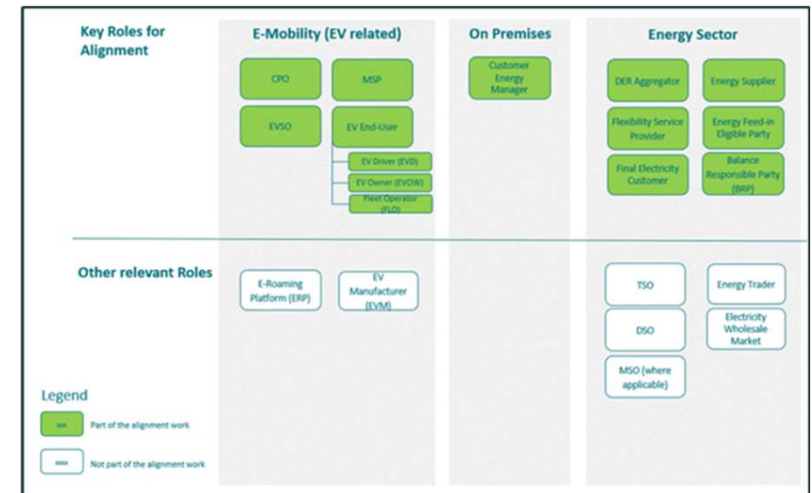 Key Roles for
Alignment
E-Mobility (EV related)
On Premises
Energy Sector
CPO
MSP
Customer
Energy
Manager
DER Aggregator
Energy Supplier
EVSO
EV End-User
Flexibility Service
Provider
Energy Feed-in
Eligible Party
EV Driver (EVD)
EV Owner (EVOW)
Fleet Operator
(FLO)
Final Electricity
Customer
Balance
Responsible Party
(BRP)
Other relevant Roles
E-Roaming
Platform (ERP)
EV
Manufacturer
(EVM)
TSO
Energy Trader
DSO
Electricity
Wholesale
Market
MSO (where
applicable)
Legend
Part of the alignment work
Not part of the alignment work